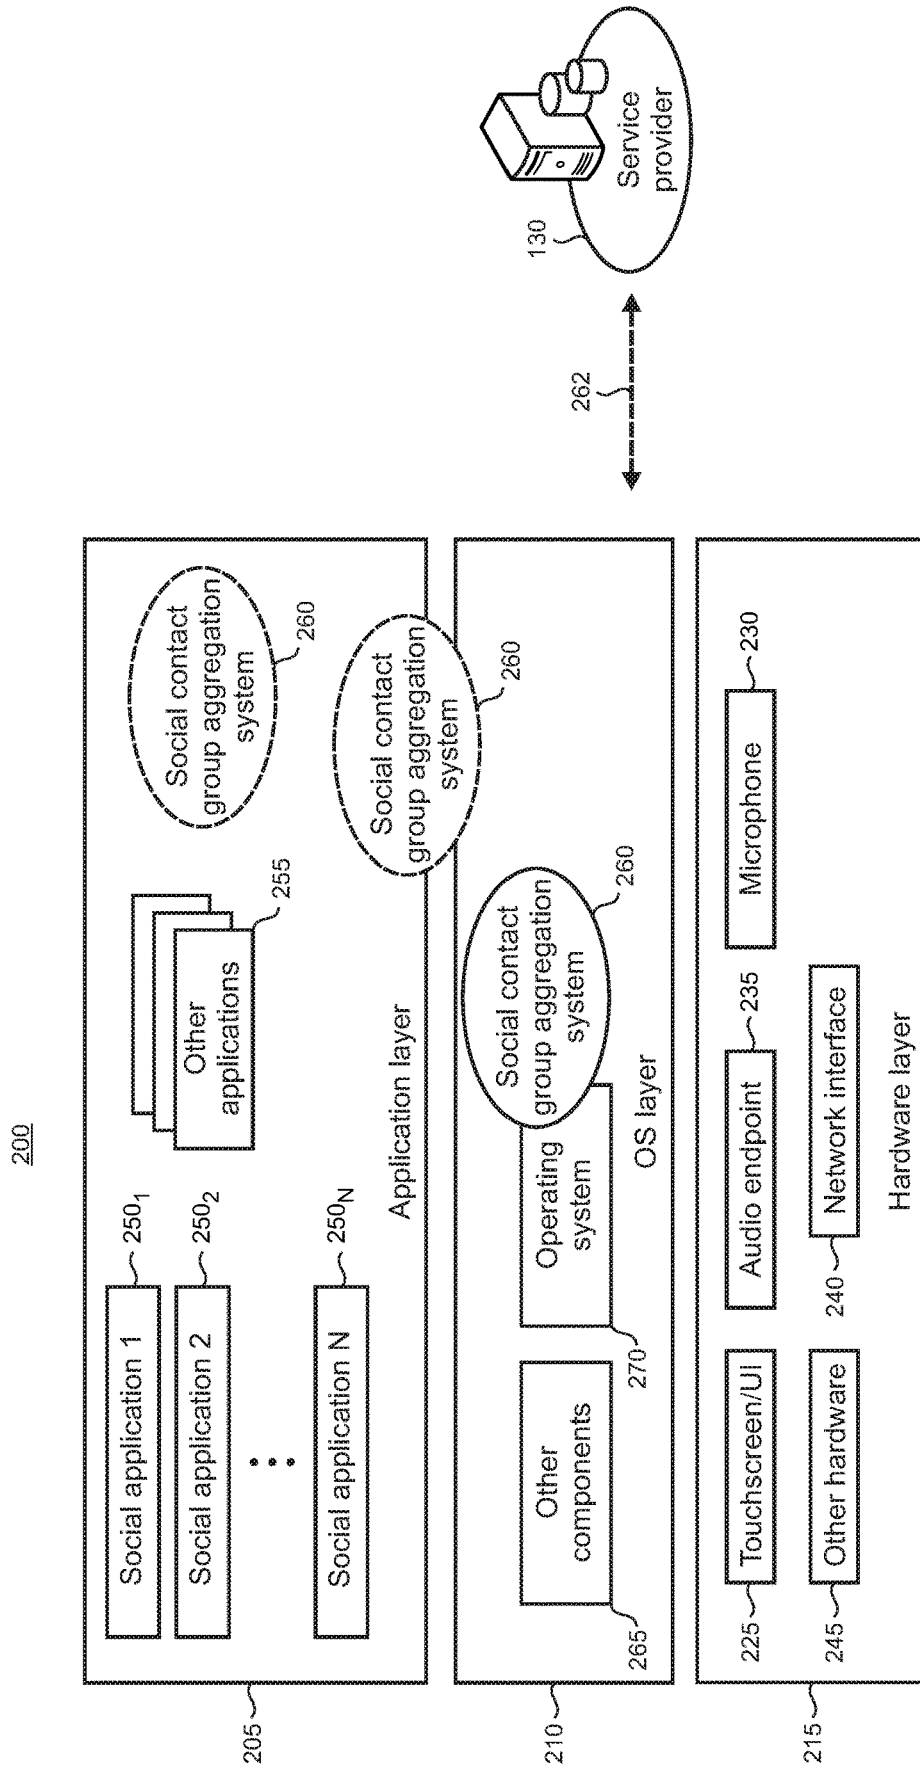 200
Social application 1
250₁
Social application 2
250₂
Social application N
250N
Other
applications
255
Social contact
group aggregation
system
260
Application layer
205
Social contact
group aggregation
system
260
Other
components
265
Operating
system
270
Social contact
group aggregation
system
260
OS layer
210
Touchscreen/UI
225
Audio endpoint
235
Microphone
230
Other hardware
245
Network interface
240
Hardware layer
215
262
130
Service
provider